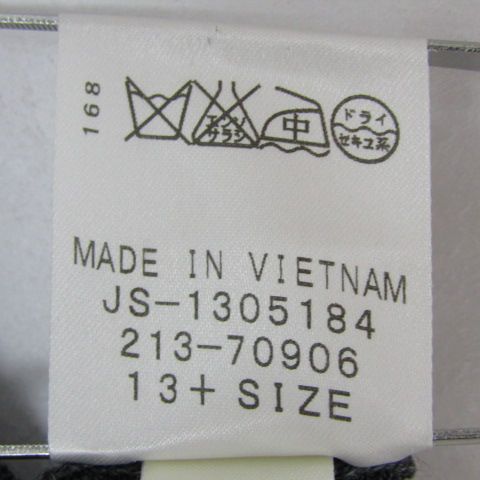 168
エンソ
サラシ
中
ドライ
セキユ系
MADE IN VIETNAM
JS-1305184
213-70906
13+ SIZE